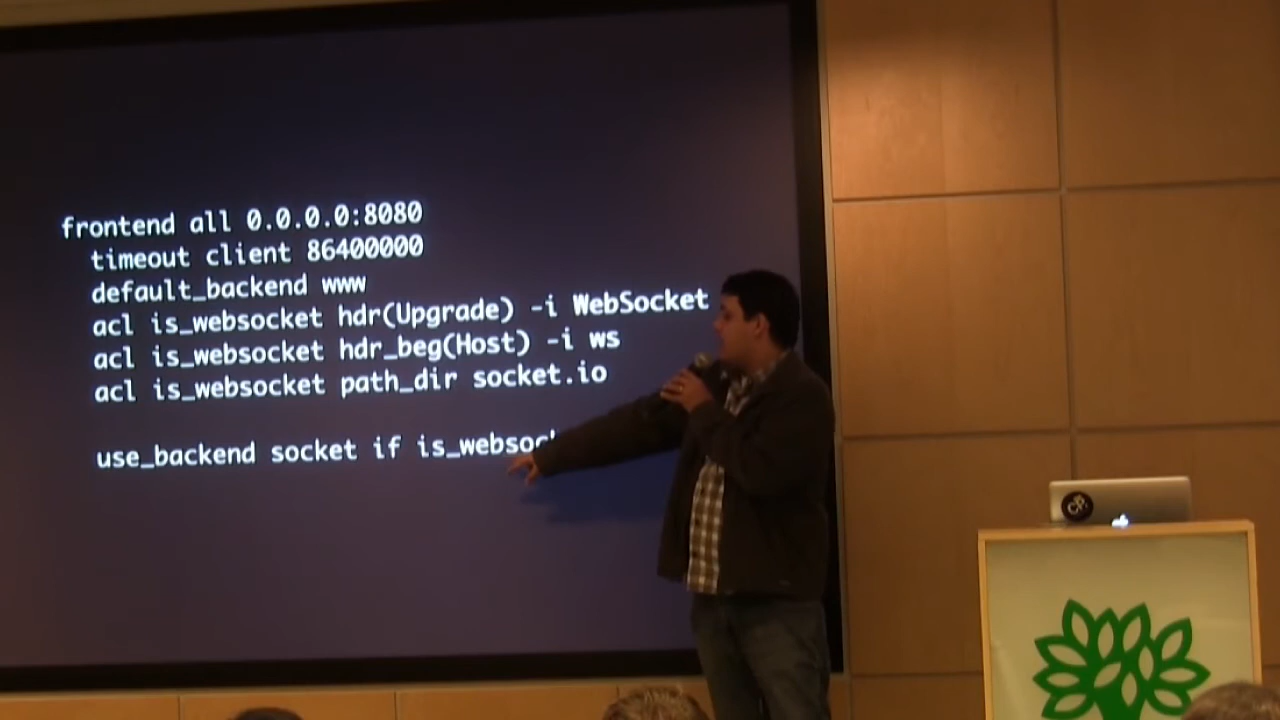 frontend all 0.0.0.0:8080
timeout client 86400000
default_backend www
acl is_websocket hdr(Upgrade) -i WebSocket
acl is_websocket hdr_beg(Host) -i ws
acl is_websocket path_dir socket.io
use_backend socket if